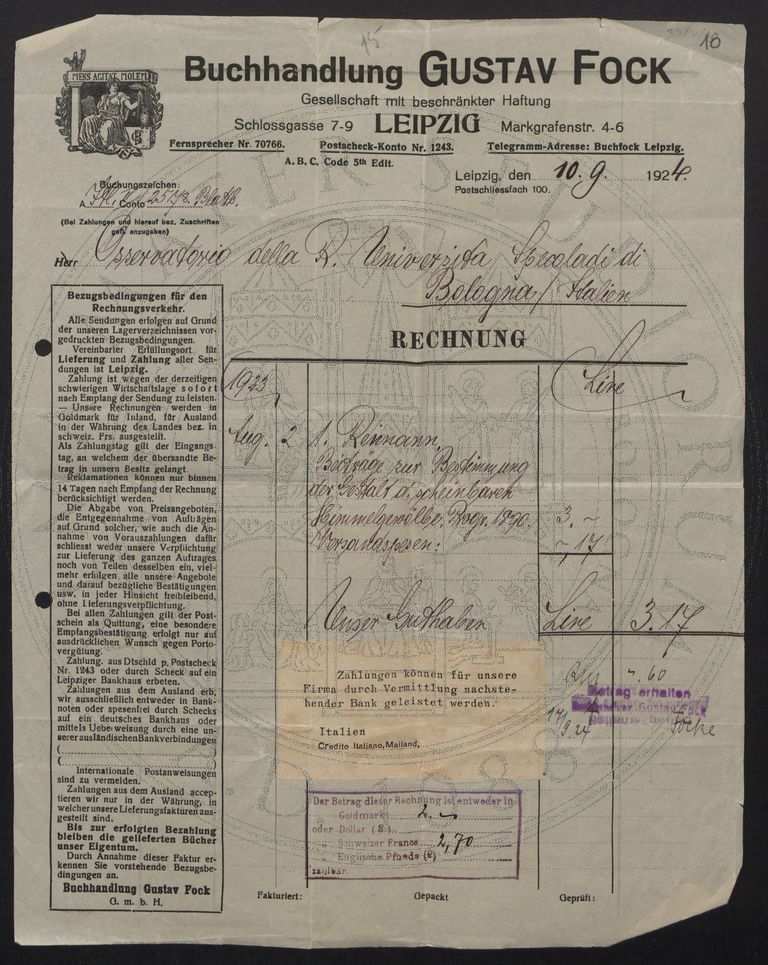 15
18
MENS AGITAT MOLEM
Buchhandlung GUSTAV FOCK
Gesellschaft mit beschränkter Haftung
Schlossgasse 7-9 LEIPZIG Markgrafenstr. 4-6
Fernsprecher Nr. 70766. Postscheck-Konto Nr. 1243. Telegramm-Adresse: Buchfock Leipzig.
A. B. C. Code 5th Edit.
Leipzig, den 10. 9. 1924.
Postschliessfach 100.
Buchungszeichen:
A Conto
(Bei Zahlungen und hierauf bez. Zuschriften
gefl. anzugeben)
Herr Osservatorio della R. Universita Specola di
Bologna / Italien
RECHNUNG
Bezugsbedingungen für den
Rechnungsverkehr.
Alle Sendungen erfolgen auf Grund
der unseren Lagerverzeichnissen vor-
gedruckten Bezugsbedingungen.
Vereinbarter Erfüllungsort für
Lieferung und Zahlung aller Sen-
dungen ist Leipzig.
Zahlung ist wegen der derzeitigen
schwierigen Wirtschaftslage sofort
nach Empfang der Sendung zu leisten.
— Unsere Rechnungen werden in
Goldmark für Inland, für Ausland
in der Währung des Landes bez. in
schweiz. Frs. ausgestellt.
Als Zahlungstag gilt der Eingangs-
tag, an welchem der übersandte Be-
trag in unsern Besitz gelangt.
Reklamationen können nur binnen
14 Tagen nach Empfang der Rechnung
berücksichtigt werden.
Die Abgabe von Preisangeboten,
die Entgegennahme von Aufträgen
auf Grund solcher, wie auch die An-
nahme von Vorauszahlungen dafür
schliesst weder unsere Verpflichtung
zur Lieferung des ganzen Auftrages
noch von Teilen desselben ein, viel-
mehr erfolgen alle unsere Angebote
und darauf bezügliche Bestätigungen
usw. in jeder Hinsicht freibleibend,
ohne Lieferungsverpflichtung.
Bei allen Zahlungen gilt der Post-
schein als Quittung, eine besondere
Empfangsbestätigung erfolgt nur auf
ausdrücklichen Wunsch gegen Porto-
vergütung.
Zahlung aus Dtschld p. Postscheck
Nr. 1243 oder durch Scheck auf ein
Leipziger Bankhaus erbeten.
Zahlungen aus dem Ausland erb.
wir ausschliesslich entweder in Bank-
noten oder spesenfrei durch Schecks
auf ein deutsches Bankhaus oder
mittels Ueberweisung durch eine un-
serer ausländischen Bankverbindungen
Internationale Postanweisungen
sind zu vermeiden.
Zahlungen aus dem Ausland accep-
tieren wir nur in der Währung, in
welcher unsere Lieferungsfakturen aus-
gestellt sind.
Bis zur erfolgten Bezahlung
bleiben die gelieferten Bücher
unser Eigentum.
Durch Annahme dieser Faktur er-
kennen Sie vorstehende Bezugsbe-
dingungen an.
Buchhandlung Gustav Fock
G. m. b. H.
1923 Lire
Aug. 2 1. Reimann,
Beiträge zur Bestimmung
der Gestalt d. scheinbaren
Himmelgewölbe. Progr. 1890. 3. –
Versandspesen: –, 17
Unser Guthaben Lire 3.17
Zahlungen können für unsere
Firma durch Vermittlung nachste-
hender Bank geleistet werden.
Italien
Credito Italiano, Mailand,
Betrag erhalten
17/9.24
Der Betrag dieser Rechnung ist entweder in
Goldmark 2. –
oder Dollar ($)
" Schweizer Francs 2,70
" Englische Pfunde (£)
zahlbar.
Fakturiert: Gepackt Geprüft: